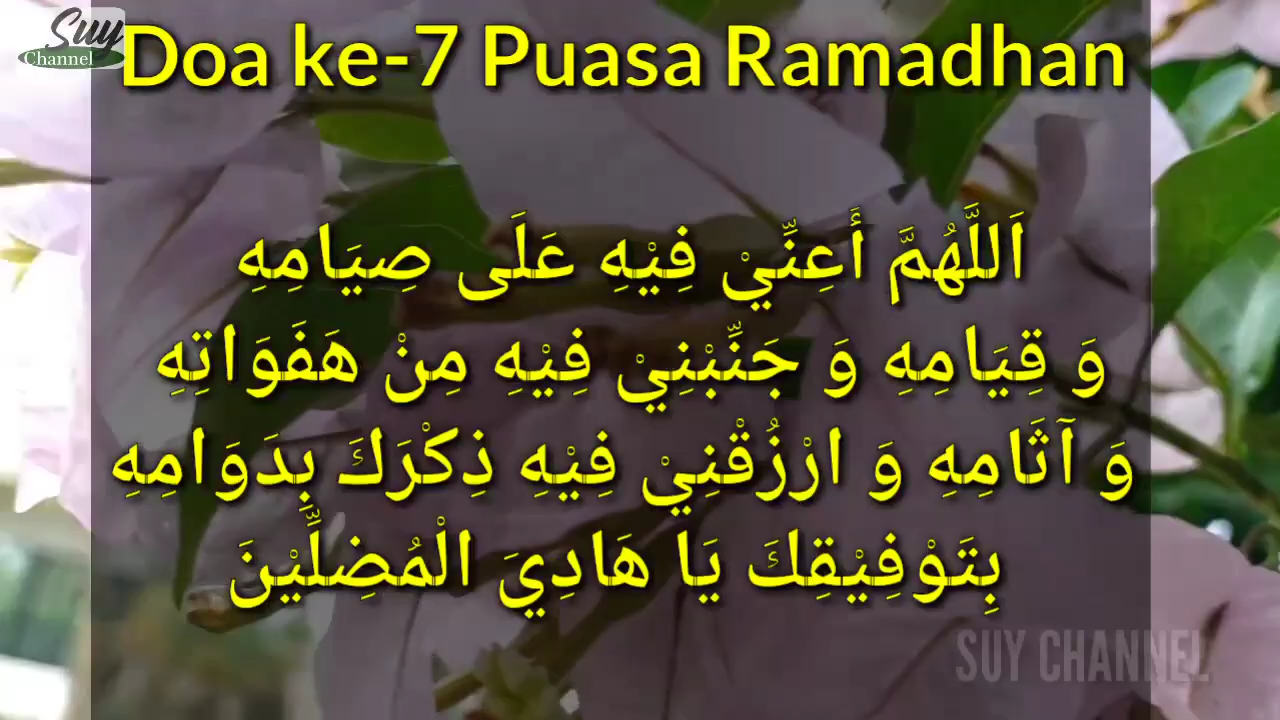 Suy
Channel
Doa ke-7 Puasa Ramadhan
اَللَّهُمَّ أَعِنِّيْ فِيْهِ عَلَى صِيَامِهِ
وَ قِيَامِهِ وَ جَنِّبْنِيْ فِيْهِ مِنْ هَفَوَاتِهِ
وَ آثَامِهِ وَ ارْزُقْنِيْ فِيْهِ ذِكْرَكَ بِدَوَامِهِ
بِتَوْفِيْقِكَ يَا هَادِيَ الْمُضِلِّيْنَ
SUY CHANNEL